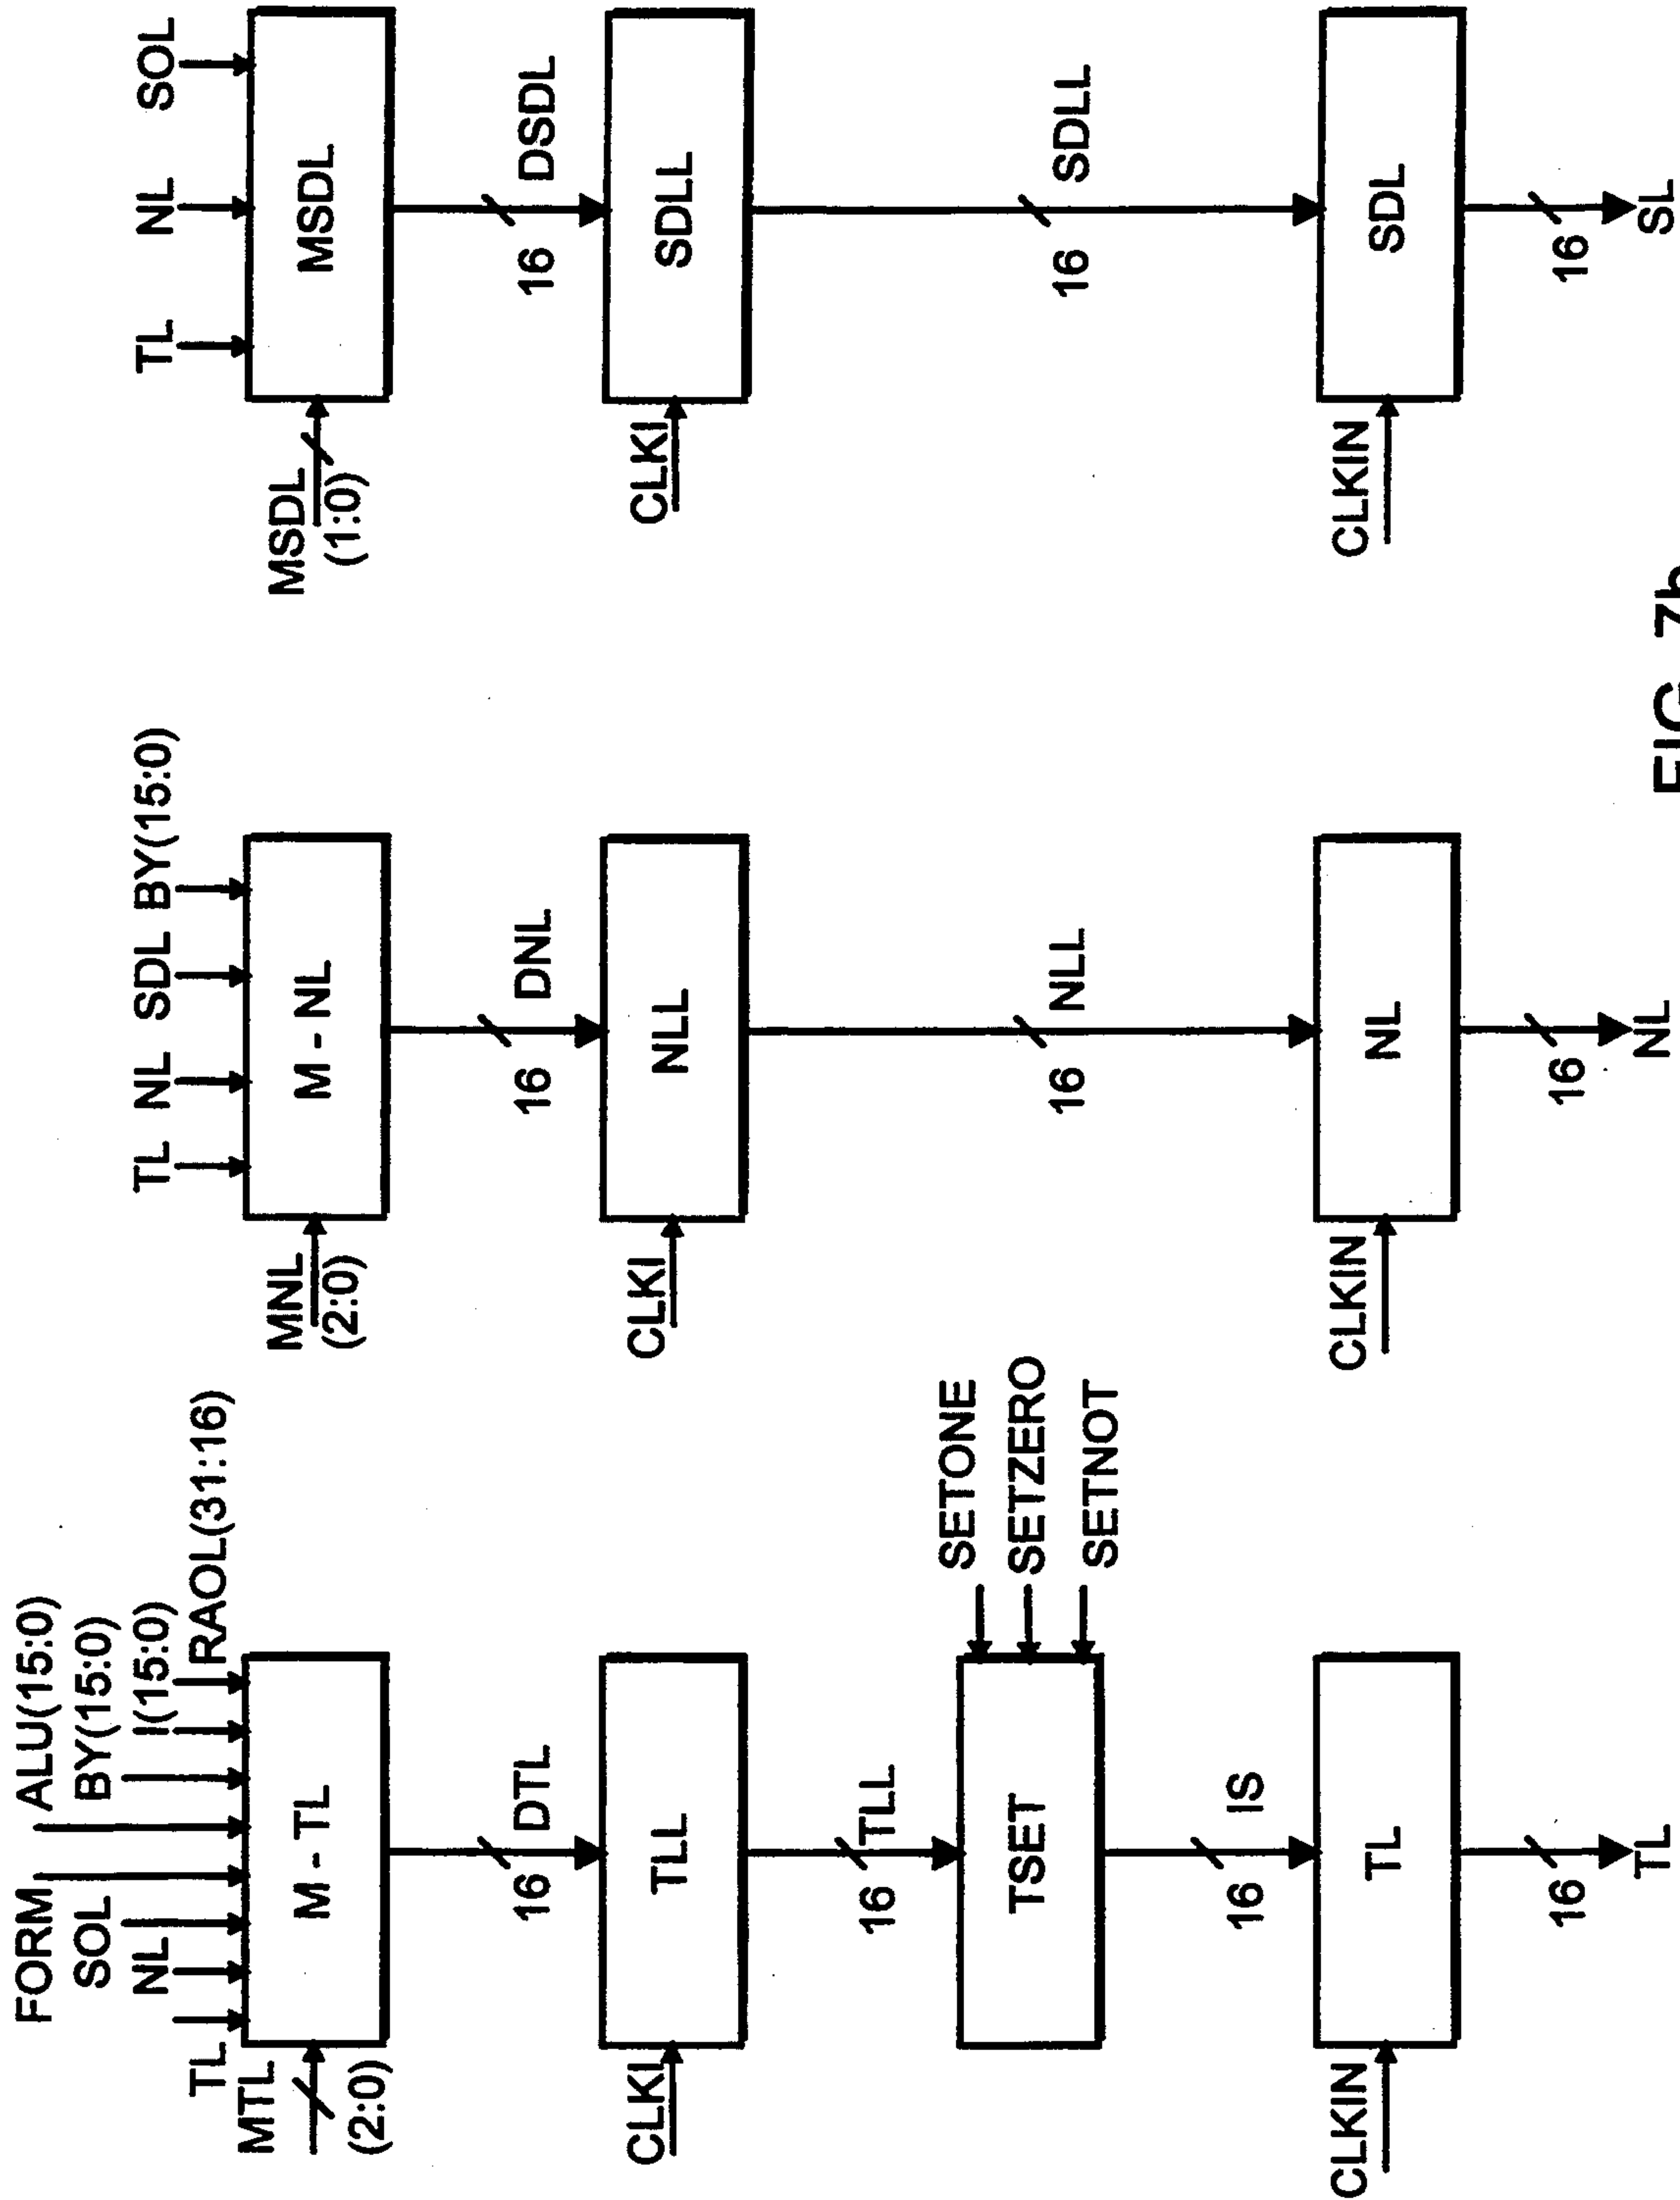 FORM
ALU(15:0)
SOL
BY(15:0)
NL
I(15:0)
TL
RAOL(31:16)
MTL
(2:0)
M - TL
16
DTL
CLKI
TLL
16
TLL
TSET
SETONE
SETZERO
SETNOT
16
IS
CLKIN
TL
16
TL
TL
NL
SDL
BY(15:0)
MNL
(2:0)
M - NL
16
DNL
CLKI
NLL
16
NLL
CLKIN
NL
16
NL
TL
NL
SOL
MSDL
(1:0)
MSDL
16
DSDL
CLKI
SDLL
16
SDLL
CLKIN
SDL
16
SL
FIG. 7b